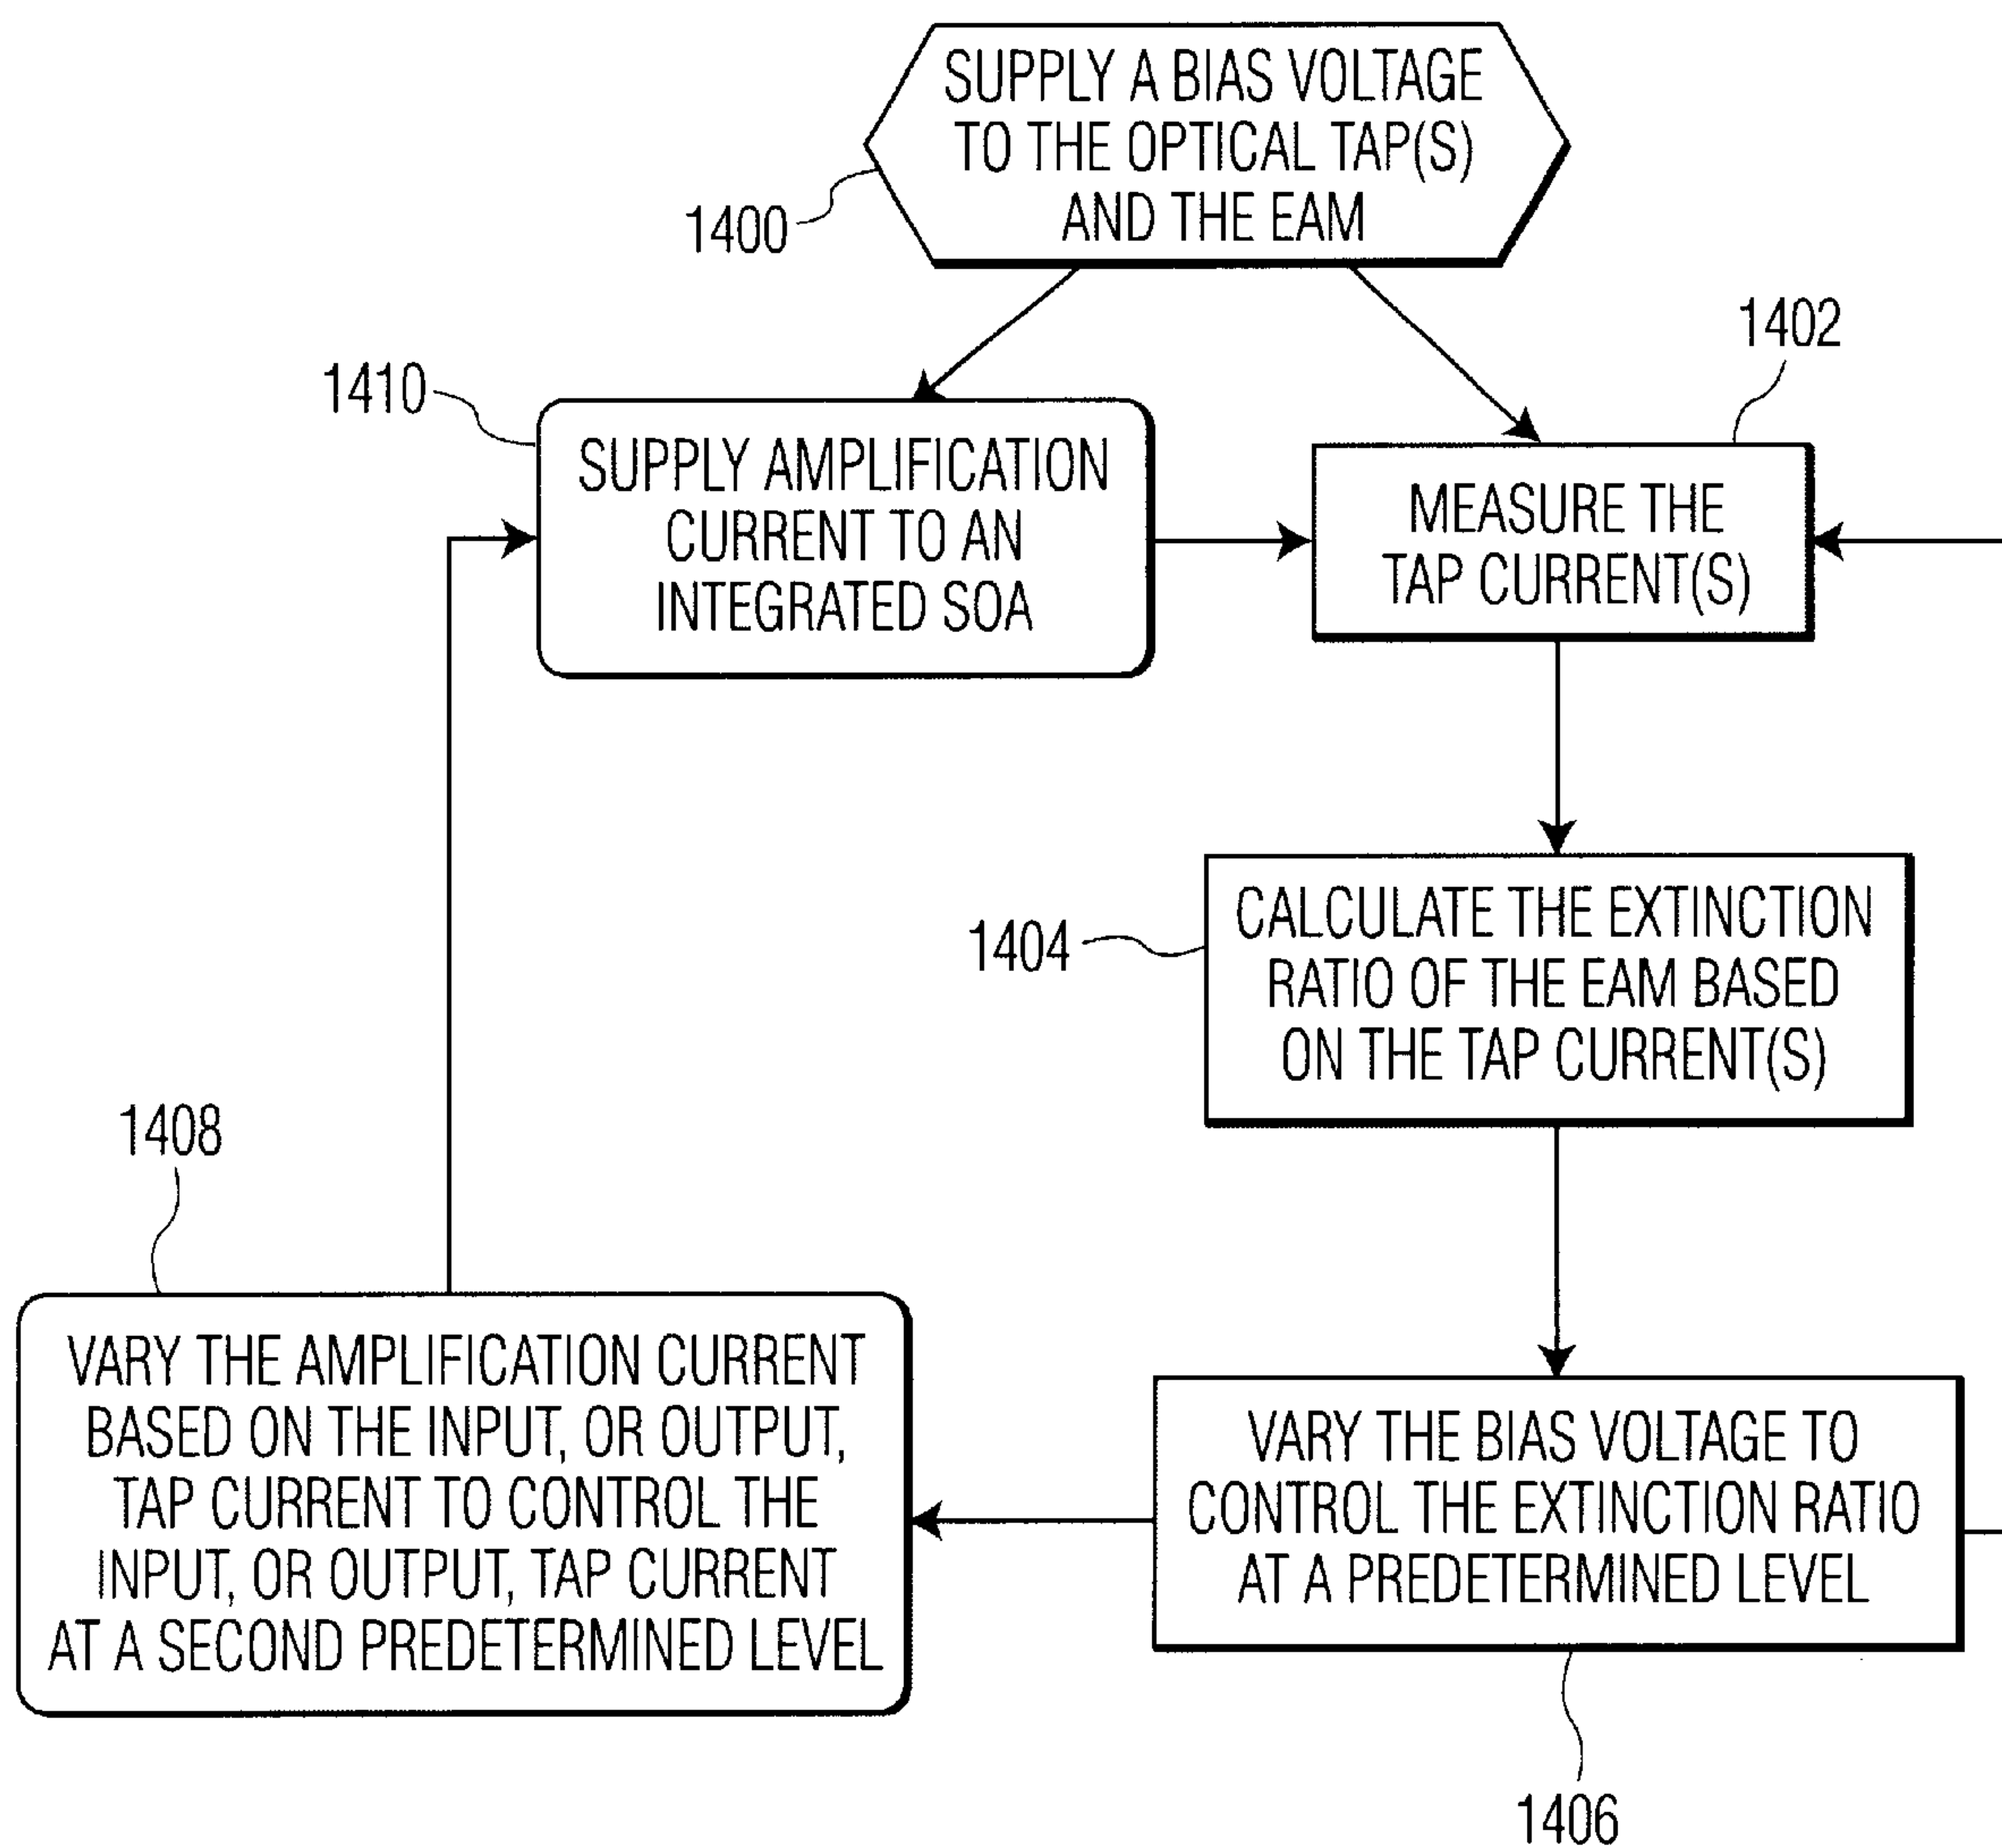 SUPPLY A BIAS VOLTAGE
TO THE OPTICAL TAP(S)
AND THE EAM
1400
1402
1410
SUPPLY AMPLIFICATION
CURRENT TO AN
INTEGRATED SOA
MEASURE THE
TAP CURRENT(S)
1404
CALCULATE THE EXTINCTION
RATIO OF THE EAM BASED
ON THE TAP CURRENT(S)
1408
VARY THE AMPLIFICATION CURRENT
BASED ON THE INPUT, OR OUTPUT,
TAP CURRENT TO CONTROL THE
INPUT, OR OUTPUT, TAP CURRENT
AT A SECOND PREDETERMINED LEVEL
VARY THE BIAS VOLTAGE TO
CONTROL THE EXTINCTION RATIO
AT A PREDETERMINED LEVEL
1406